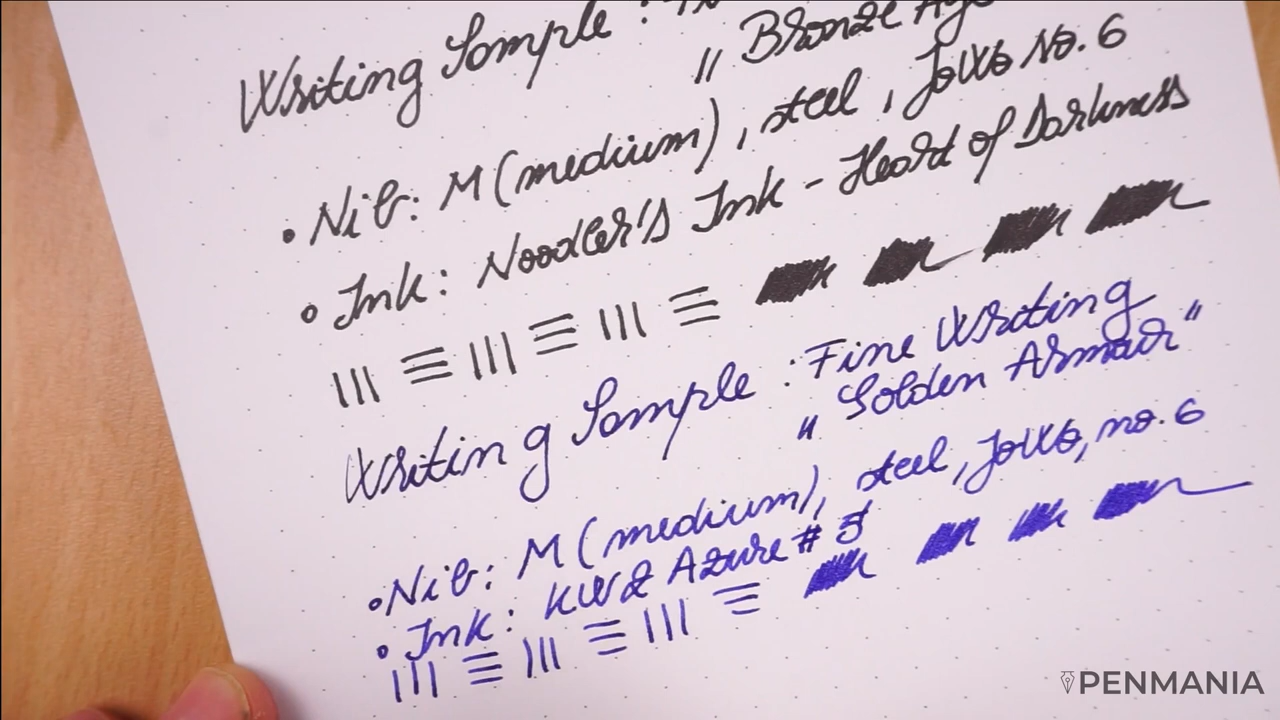 Writing Sample :
" Bronze Age
• Nib: M (medium), steel, JoWo No. 6
• Ink: Noodler's Ink - Heart of Darkness
Writing Sample : Fine Writing
" Golden Armour"
• Nib: M (medium), steel, JoWo, no. 6
• Ink: KWZ Azure # 5
PENMANIA